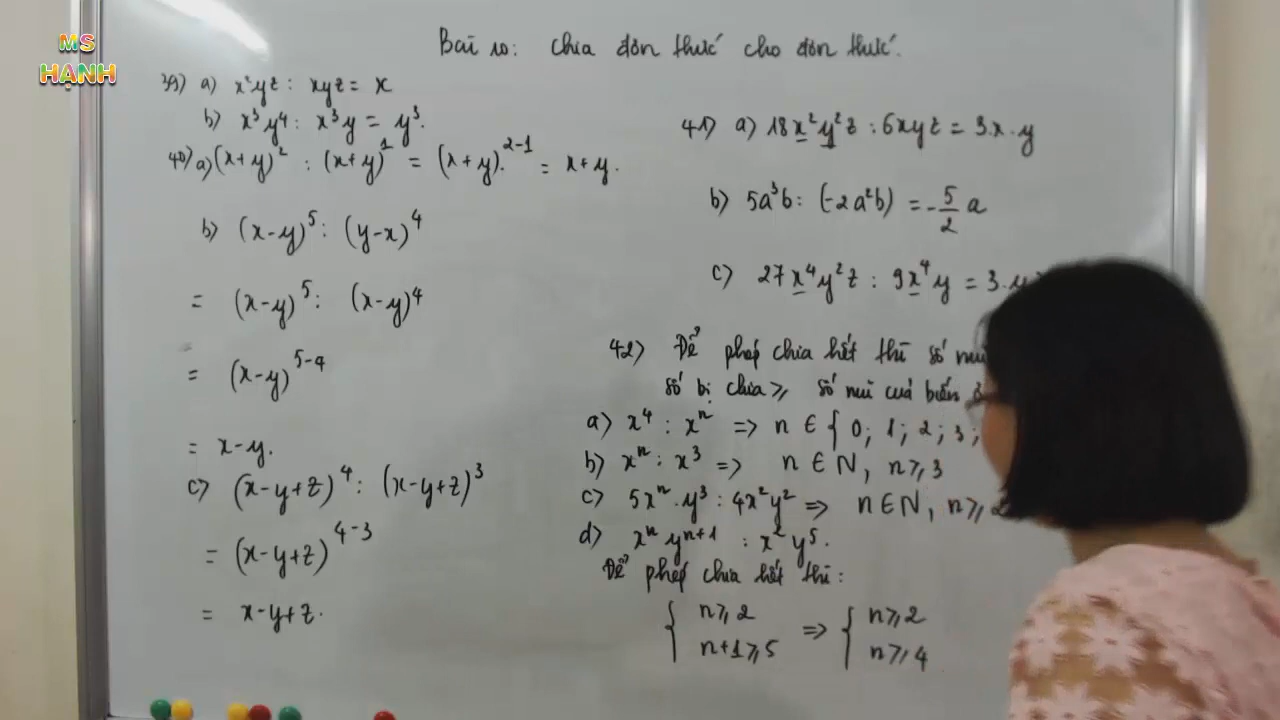 MS
HẠNH
Bài 10: chia đơn thức cho đơn thức.
39) a) x²yz : xyz = x
b) x³y⁴ : x³y = y³.
40) a) (x+y)² : (x+y)¹ = (x+y).²⁻¹ = x+y.
b) (x-y)⁵ : (y-x)⁴
= (x-y)⁵ : (x-y)⁴
= (x-y)⁵⁻⁴
= x-y.
c) (x-y+z)⁴ : (x-y+z)³
= (x-y+z)⁴⁻³
= x-y+z.
41) a) 18x²y²z : 6xyz = 3.x.y
b) 5a³b : (-2a²b) = -5/2 a
c) 27x⁴y²z : 9x⁴y = 3.y
42) Để phép chia hết thì số mũ
số bị chia ≥ số mũ của biến
a) x⁴ : xⁿ => n ∈ { 0; 1; 2; 3;
b) xⁿ : x³ => n ∈ N, n ≥ 3
c) 5xⁿ.y³ : 4x²y² => n ∈ N, n ≥ 2
d) xⁿyⁿ⁺¹ : x²y⁵.
Để phép chia hết thì:
{ n ≥ 2 => { n ≥ 2
n+1 ≥ 5 n ≥ 4